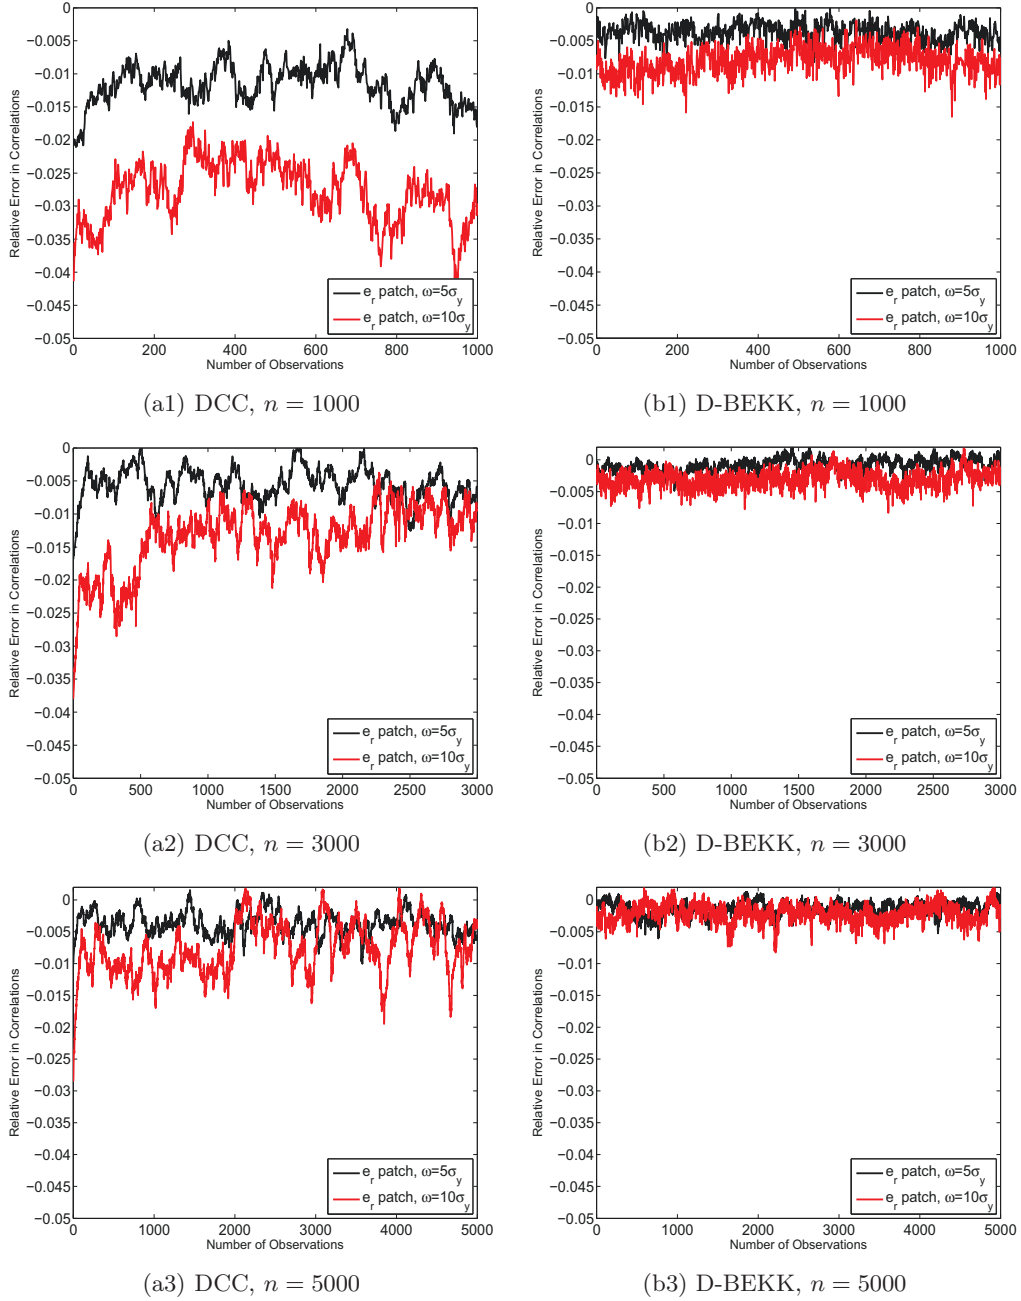 0
−0.005
−0.01
−0.015
−0.02
−0.025
−0.03
−0.035
−0.04
−0.045
−0.05
Relative Error in Correlations
0 200 400 600 800 1000
Number of Observations
e_r patch, ω=5σ_y
e_r patch, ω=10σ_y
(a1) DCC, n = 1000
0
−0.005
−0.01
−0.015
−0.02
−0.025
−0.03
−0.035
−0.04
−0.045
−0.05
Relative Error in Correlations
0 200 400 600 800 1000
Number of Observations
e_r patch, ω=5σ_y
e_r patch, ω=10σ_y
(b1) D-BEKK, n = 1000
0
−0.005
−0.01
−0.015
−0.02
−0.025
−0.03
−0.035
−0.04
−0.045
−0.05
Relative Error in Correlations
0 500 1000 1500 2000 2500 3000
Number of Observations
e_r patch, ω=5σ_y
e_r patch, ω=10σ_y
(a2) DCC, n = 3000
0
−0.005
−0.01
−0.015
−0.02
−0.025
−0.03
−0.035
−0.04
−0.045
−0.05
Relative Error in Correlations
0 500 1000 1500 2000 2500 3000
Number of Observations
e_r patch, ω=5σ_y
e_r patch, ω=10σ_y
(b2) D-BEKK, n = 3000
0
−0.005
−0.01
−0.015
−0.02
−0.025
−0.03
−0.035
−0.04
−0.045
−0.05
Relative Error in Correlations
0 1000 2000 3000 4000 5000
Number of Observations
e_r patch, ω=5σ_y
e_r patch, ω=10σ_y
(a3) DCC, n = 5000
0
−0.005
−0.01
−0.015
−0.02
−0.025
−0.03
−0.035
−0.04
−0.045
−0.05
Relative Error in Correlations
0 1000 2000 3000 4000 5000
Number of Observations
e_r patch, ω=5σ_y
e_r patch, ω=10σ_y
(b3) D-BEKK, n = 5000